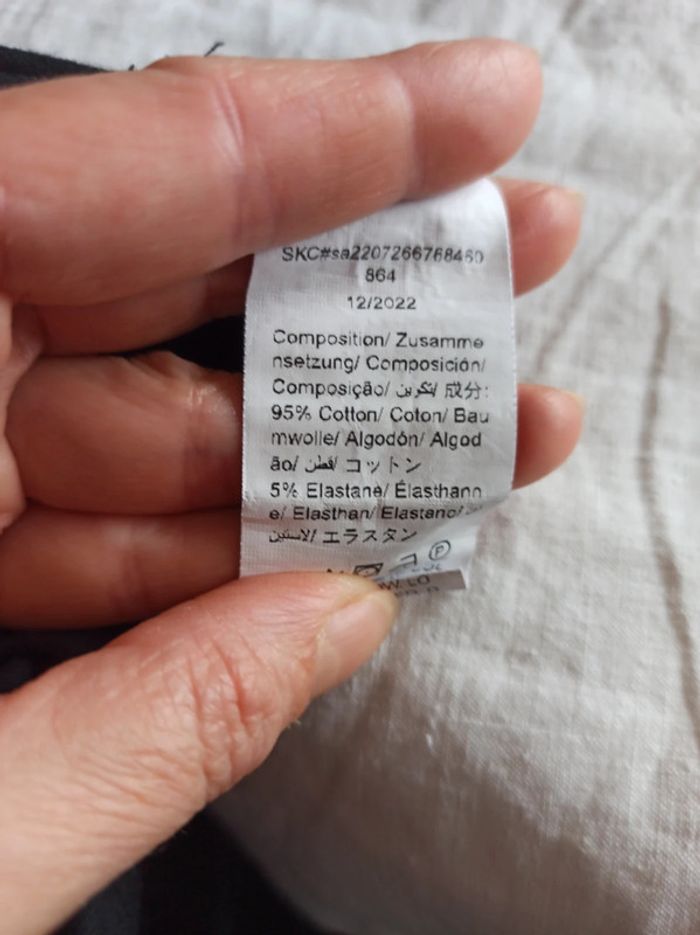 SKC#sa2207266768460
864
12/2022
Composition/ Zusamme
nsetzung/ Composición/
Composição/ تكوين/ 成分:
95% Cotton/ Coton/ Bau
mwolle/ Algodón/ Algod
ão/ قطن/ コットン
5% Elastane/ Élasthann
e/ Elasthan/ Elastano/
الاستين/ エラスタン
P